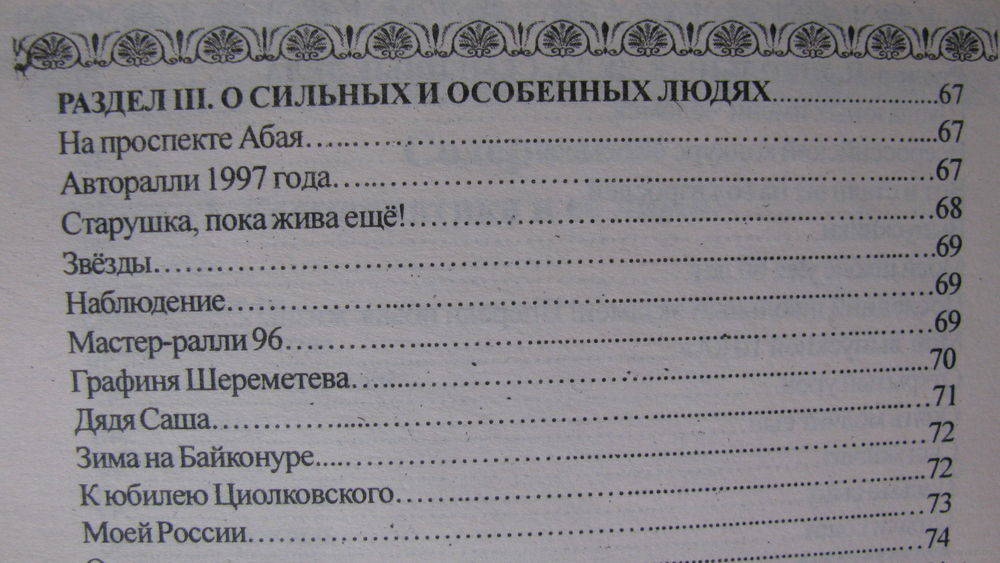 РАЗДЕЛ III. О СИЛЬНЫХ И ОСОБЕННЫХ ЛЮДЯХ........................67
На проспекте Абая........................67
Авторалли 1997 года........................67
Старушка, пока жива ещё!........................68
Звёзды........................69
Наблюдение........................69
Мастер-ралли 96........................69
Графиня Шереметева........................70
Дядя Саша........................71
Зима на Байконуре........................72
К юбилею Циолковского........................72
Моей России........................73
........................74